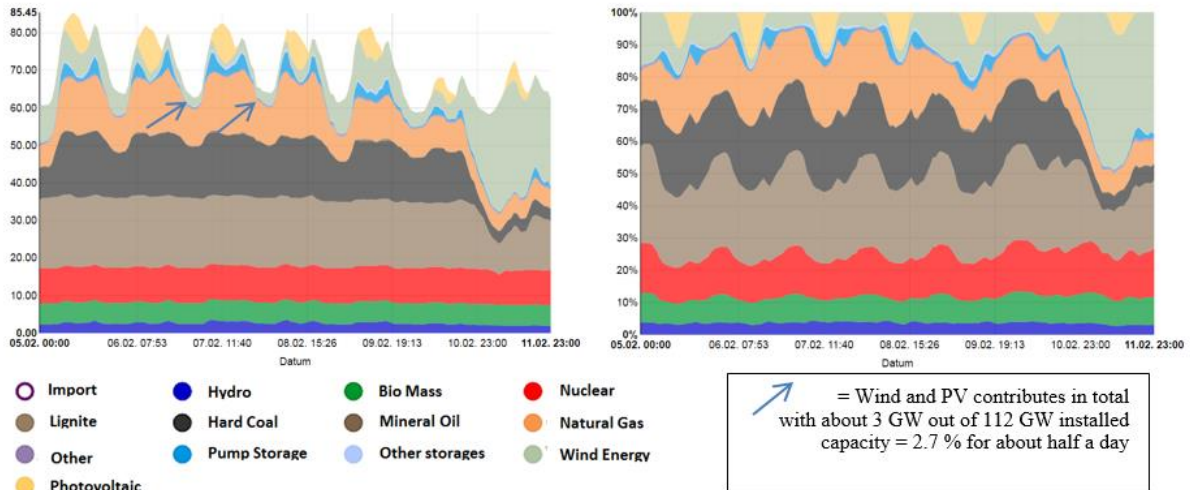 85.45
80.00
70.00
60.00
50.00
40.00
30.00
20.00
10.00
0.00
05.02. 00:00 06.02. 07:53 07.02. 11:40 08.02. 15:26 09.02. 19:13 10.02. 23:00 11.02. 23:00
Datum
100%
90%
80%
70%
60%
50%
40%
30%
20%
10%
0%
05.02. 00:00 06.02. 07:53 07.02. 11:40 08.02. 15:26 09.02. 19:13 10.02. 23:00 11.02. 23:00
Datum
Import Hydro Bio Mass Nuclear
Lignite Hard Coal Mineral Oil Natural Gas
Other Pump Storage Other storages Wind Energy
Photovoltaic
= Wind and PV contributes in total
with about 3 GW out of 112 GW installed
capacity = 2.7 % for about half a day